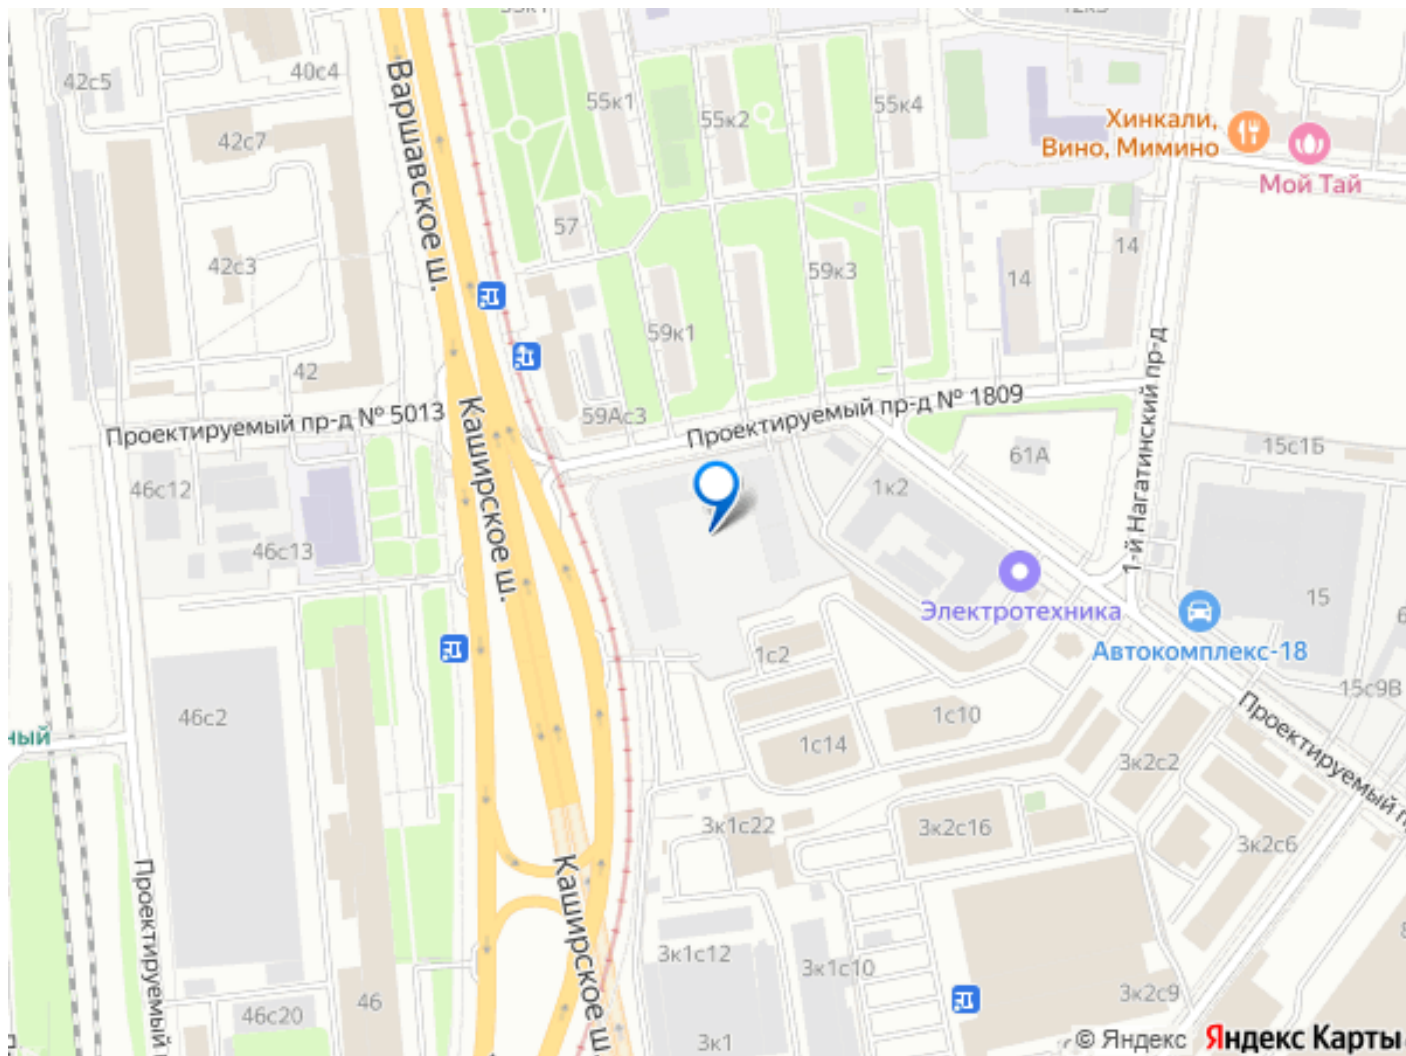 55к1
12к5
42с5
40с4
42с7
Варшавское ш.
55к1
55к2
55к4
Хинкали,
Вино, Мимино
Мой Тай
57
42с3
59к3
14
14
59к1
42
59Ас3
Проектируемый пр-д № 5013
Проектируемый пр-д № 1809
1-й Нагатинский пр-д
Каширское ш.
61А
15с1Б
46с12
1к2
46с13
Электротехника
15
Автокомплекс-18
1с2
15с9В
46с2
1с10
ный
1с14
3к2с2
Проектируемый п
3к1с22
3к2с16
3к2с6
Проектируемый
Каширское ш.
3к1с12
3к1с10
3к2с9
46
46с20
3к1
© Яндекс Яндекс Карты